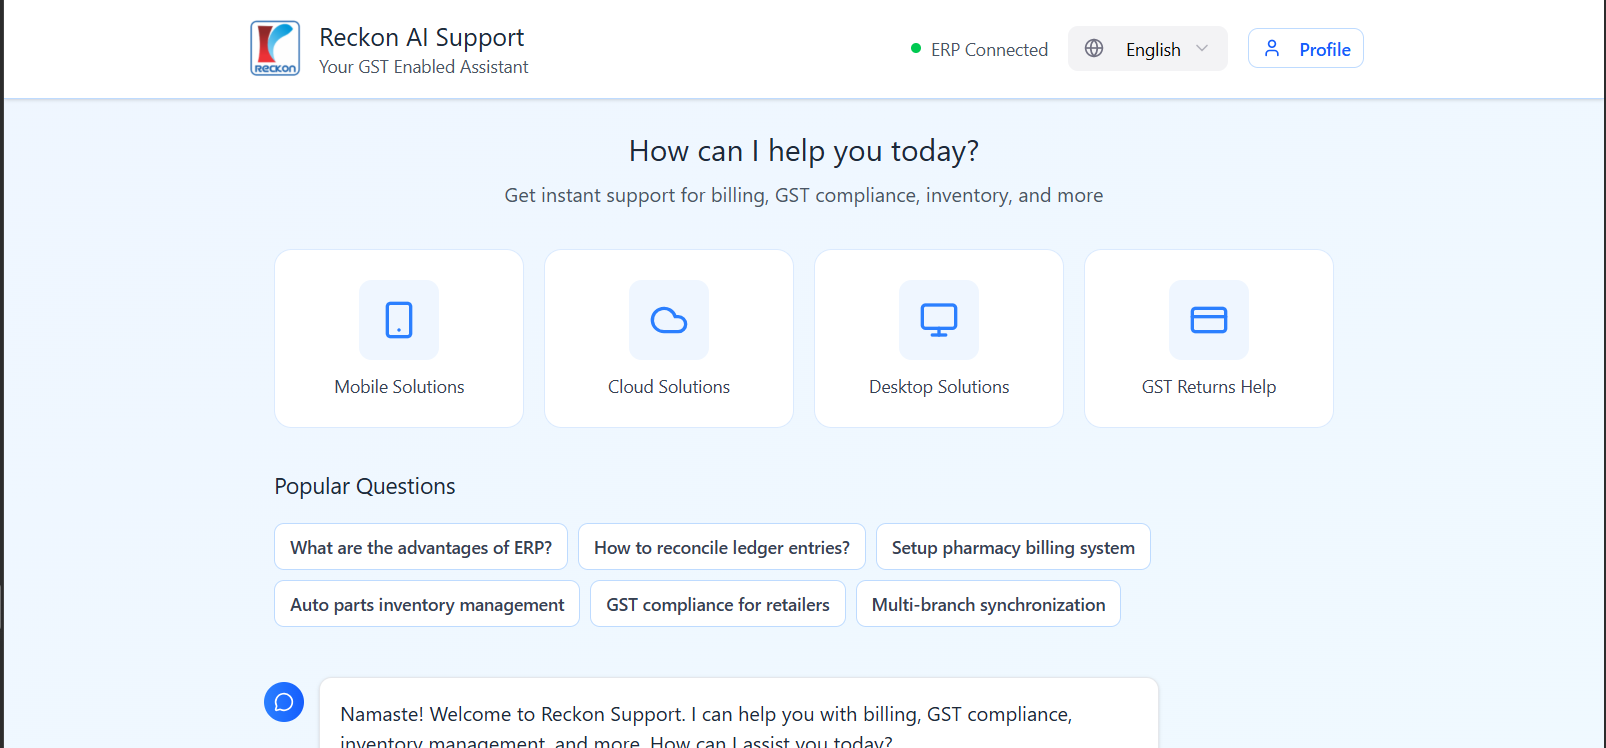 RECKON
Reckon AI Support
Your GST Enabled Assistant
ERP Connected
English
Profile
How can I help you today?
Get instant support for billing, GST compliance, inventory, and more
Mobile Solutions
Cloud Solutions
Desktop Solutions
GST Returns Help
Popular Questions
What are the advantages of ERP?
How to reconcile ledger entries?
Setup pharmacy billing system
Auto parts inventory management
GST compliance for retailers
Multi-branch synchronization
Namaste! Welcome to Reckon Support. I can help you with billing, GST compliance,
inventory management, and more. How can I assist you today?